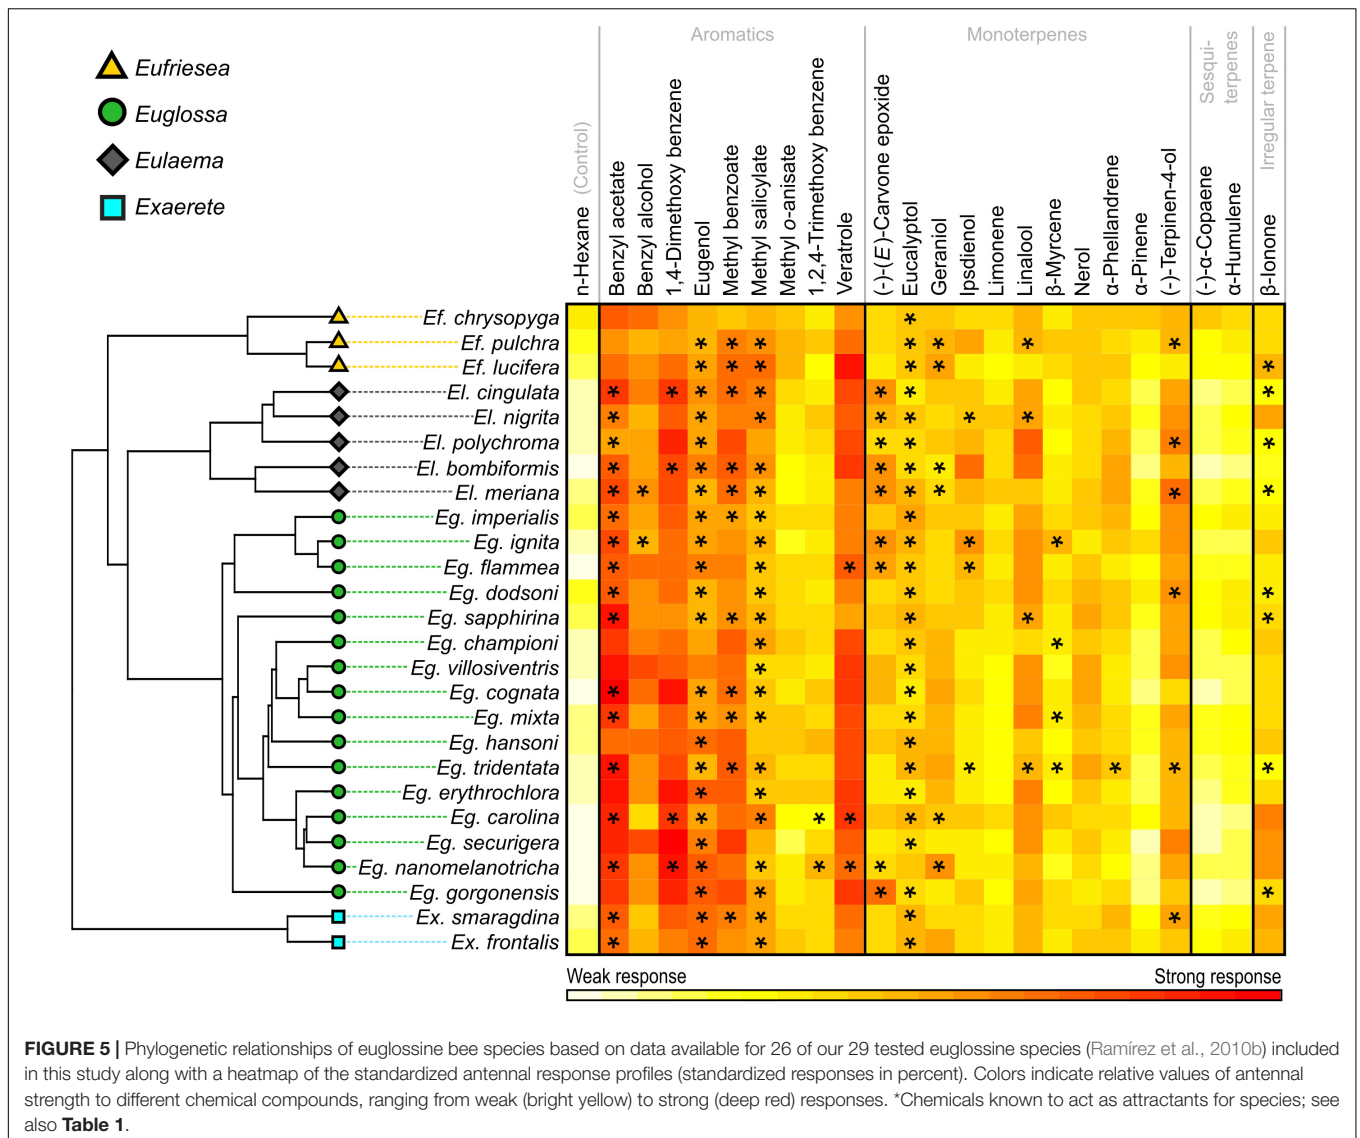 Eufriesea
Euglossa
Eulaema
Exaerete
Aromatics
Monoterpenes
Sesqui-
terpenes
Irregular terpene
n-Hexane (Control)
Benzyl acetate
Benzyl alcohol
1,4-Dimethoxy benzene
Eugenol
Methyl benzoate
Methyl salicylate
Methyl o-anisate
1,2,4-Trimethoxy benzene
Veratrole
(-)-(E)-Carvone epoxide
Eucalyptol
Geraniol
Ipsdienol
Limonene
Linalool
β-Myrcene
Nerol
α-Phellandrene
α-Pinene
(-)-Terpinen-4-ol
(-)-α-Copaene
α-Humulene
β-Ionone
Ef. chrysopyga
Ef. pulchra
Ef. lucifera
El. cingulata
El. nigrita
El. polychroma
El. bombiformis
El. meriana
Eg. imperialis
Eg. ignita
Eg. flammea
Eg. dodsoni
Eg. sapphirina
Eg. championi
Eg. villosiventris
Eg. cognata
Eg. mixta
Eg. hansoni
Eg. tridentata
Eg. erythrochlora
Eg. carolina
Eg. securigera
Eg. nanomelanotricha
Eg. gorgonensis
Ex. smaragdina
Ex. frontalis
Weak response
Strong response
FIGURE 5 | Phylogenetic relationships of euglossine bee species based on data available for 26 of our 29 tested euglossine species (Ramírez et al., 2010b) included
in this study along with a heatmap of the standardized antennal response profiles (standardized responses in percent). Colors indicate relative values of antennal
strength to different chemical compounds, ranging from weak (bright yellow) to strong (deep red) responses. *Chemicals known to act as attractants for species; see
also Table 1.